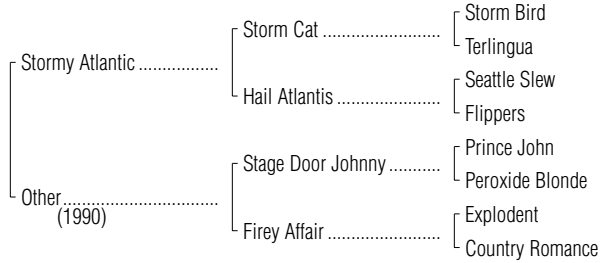 Storm Bird
Storm Cat ........................
Terlingua
Stormy Atlantic ................
Seattle Slew
Hail Atlantis .....................
Flippers
Prince John
Stage Door Johnny ...........
Peroxide Blonde
Other................................
(1990)
Explodent
Firey Affair .......................
Country Romance